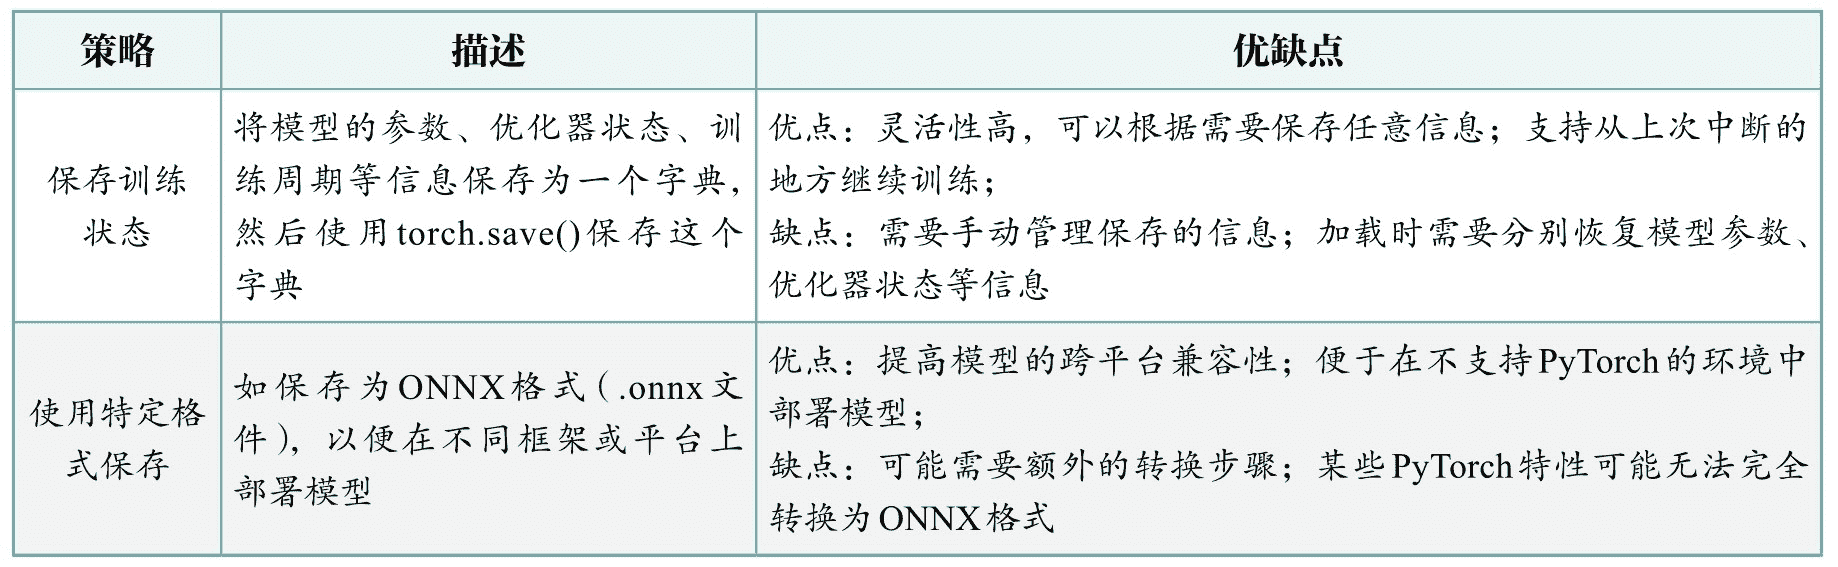 策略 描述 优缺点
保存训练
状态
将模型的参数、优化器状态、训
练周期等信息保存为一个字典，
然后使用torch.save()保存这个
字典
优点：灵活性高，可以根据需要保存任意信息；支持从上次中断的
地方继续训练；
缺点：需要手动管理保存的信息；加载时需要分别恢复模型参数、
优化器状态等信息
使用特定格
式保存
如保存为ONNX格式（.onnx文
件），以便在不同框架或平台上
部署模型
优点：提高模型的跨平台兼容性；便于在不支持PyTorch的环境中
部署模型；
缺点：可能需要额外的转换步骤；某些PyTorch特性可能无法完全
转换为ONNX格式